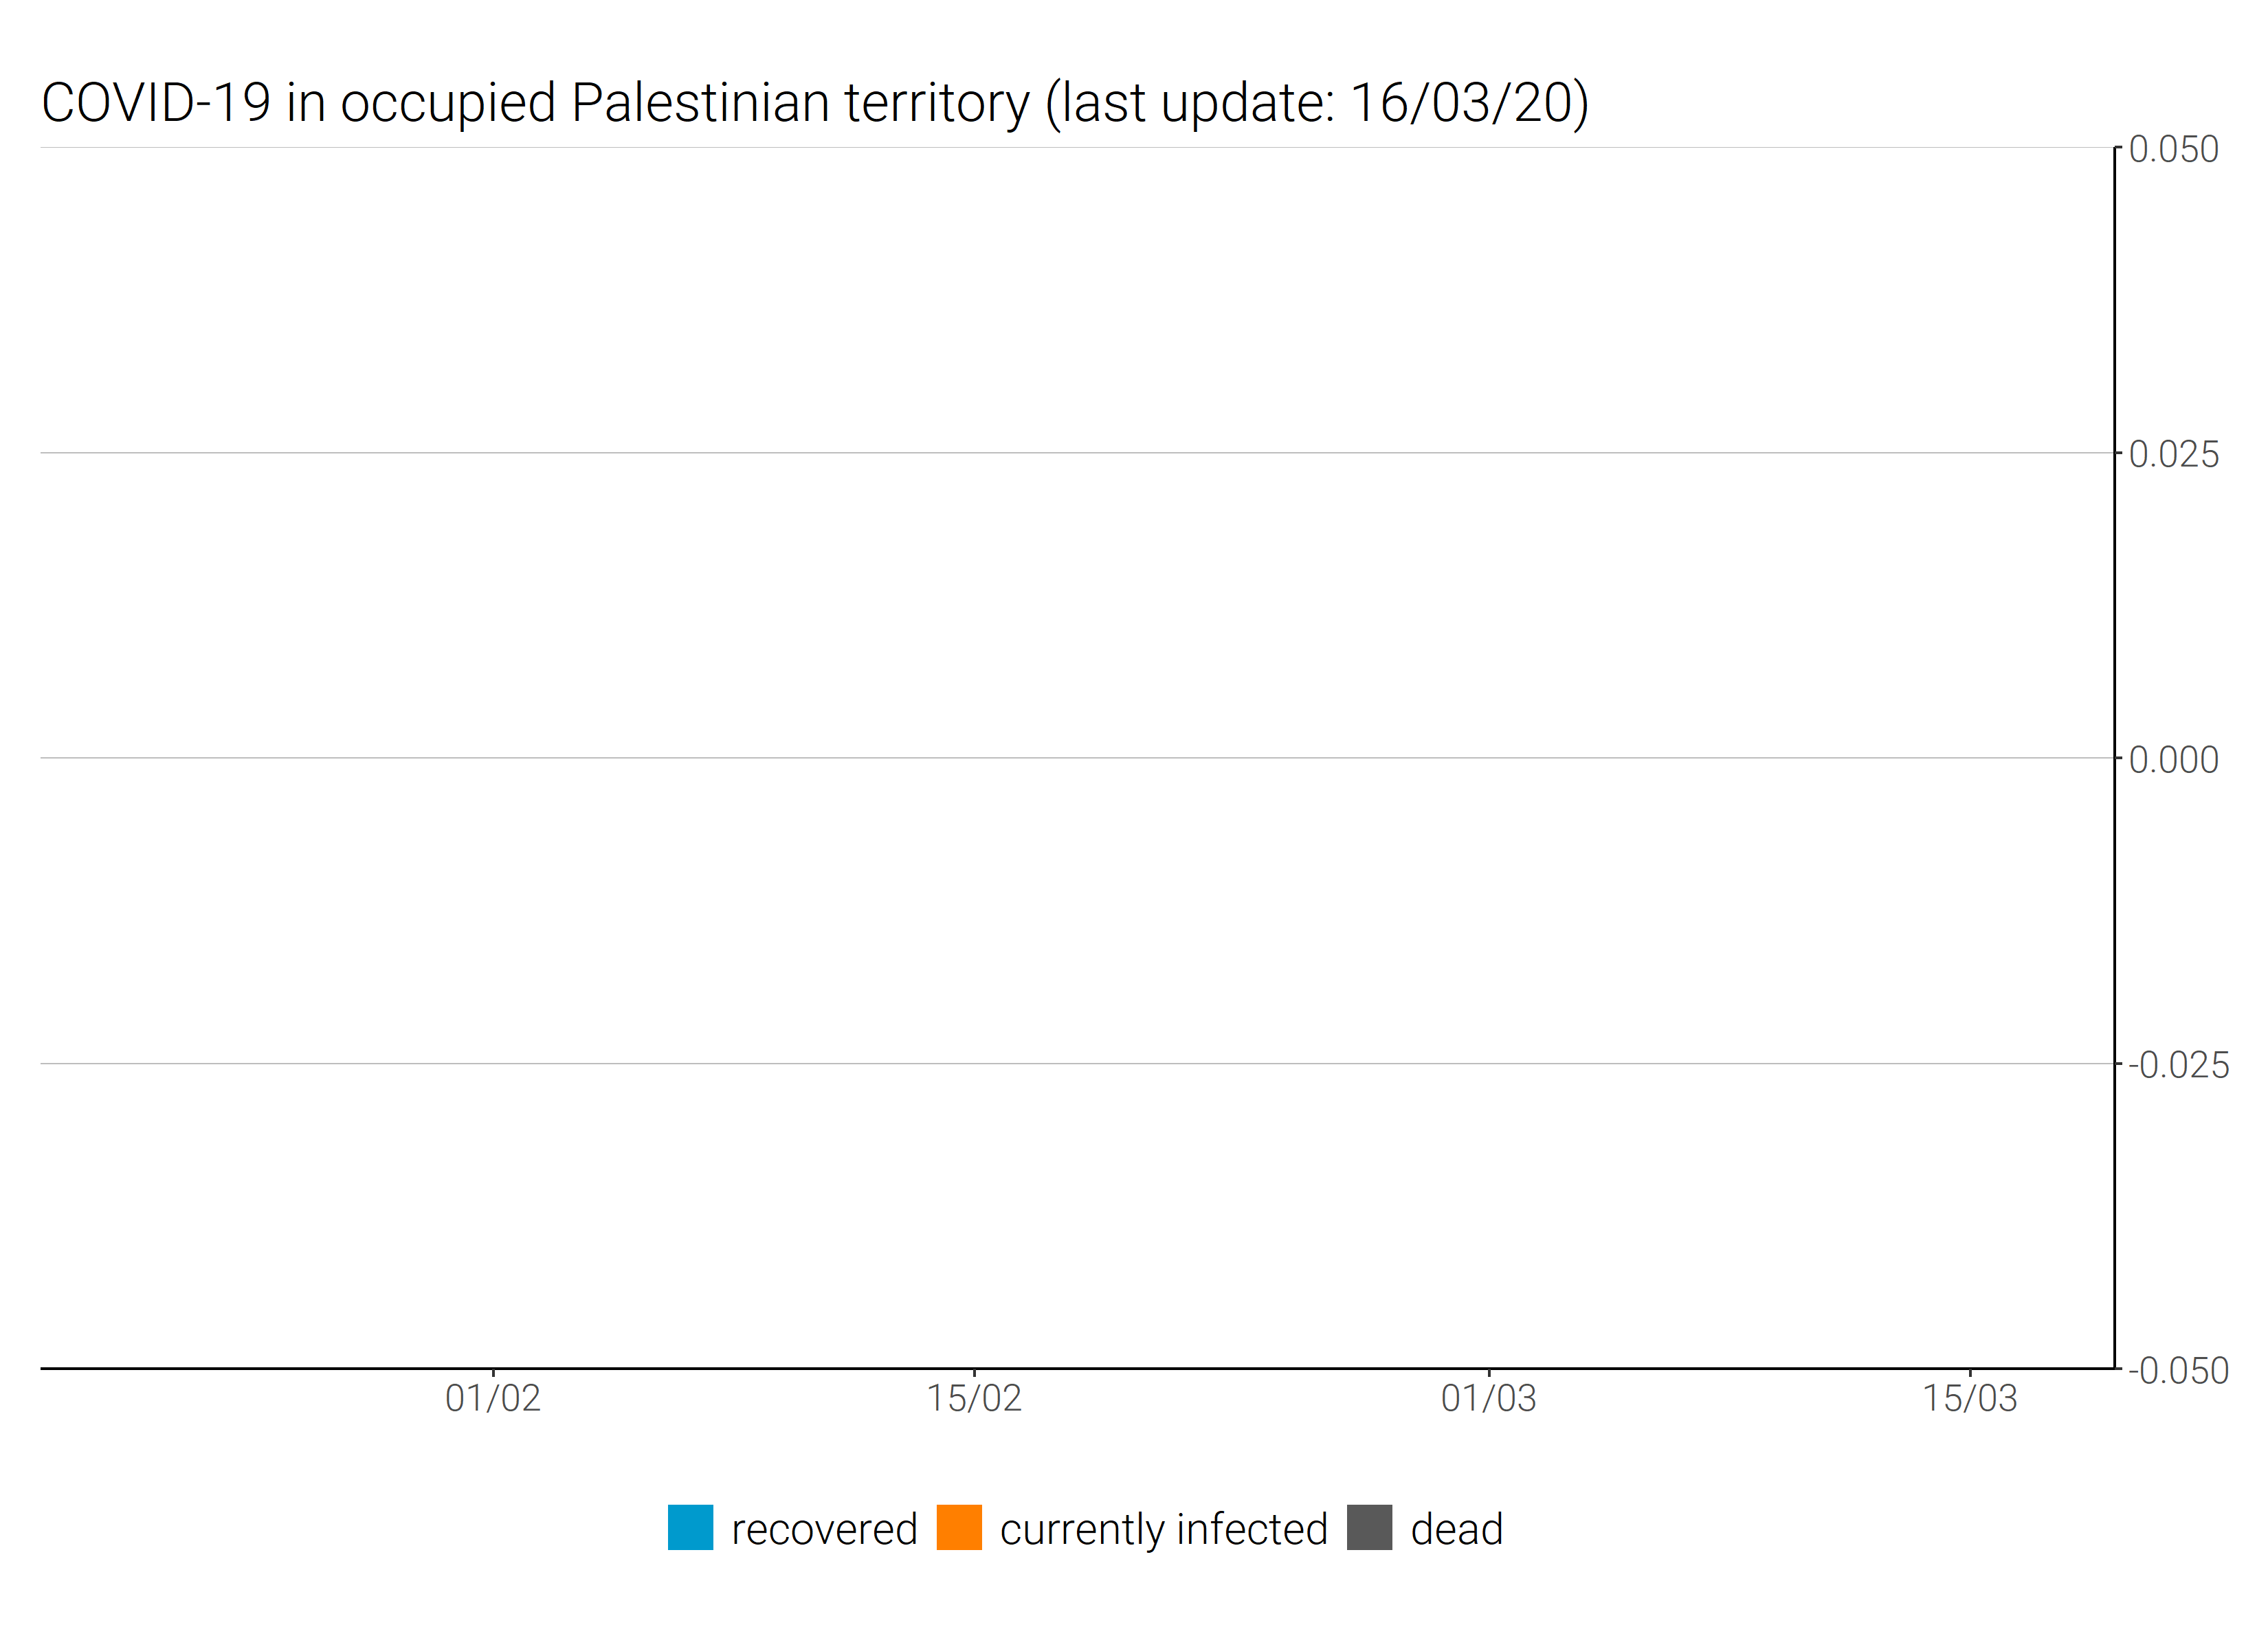 COVID-19 in occupied Palestinian territory (last update: 16/03/20)
0.050
0.025
0.000
-0.025
-0.050
01/02 15/02 01/03 15/03
recovered currently infected dead